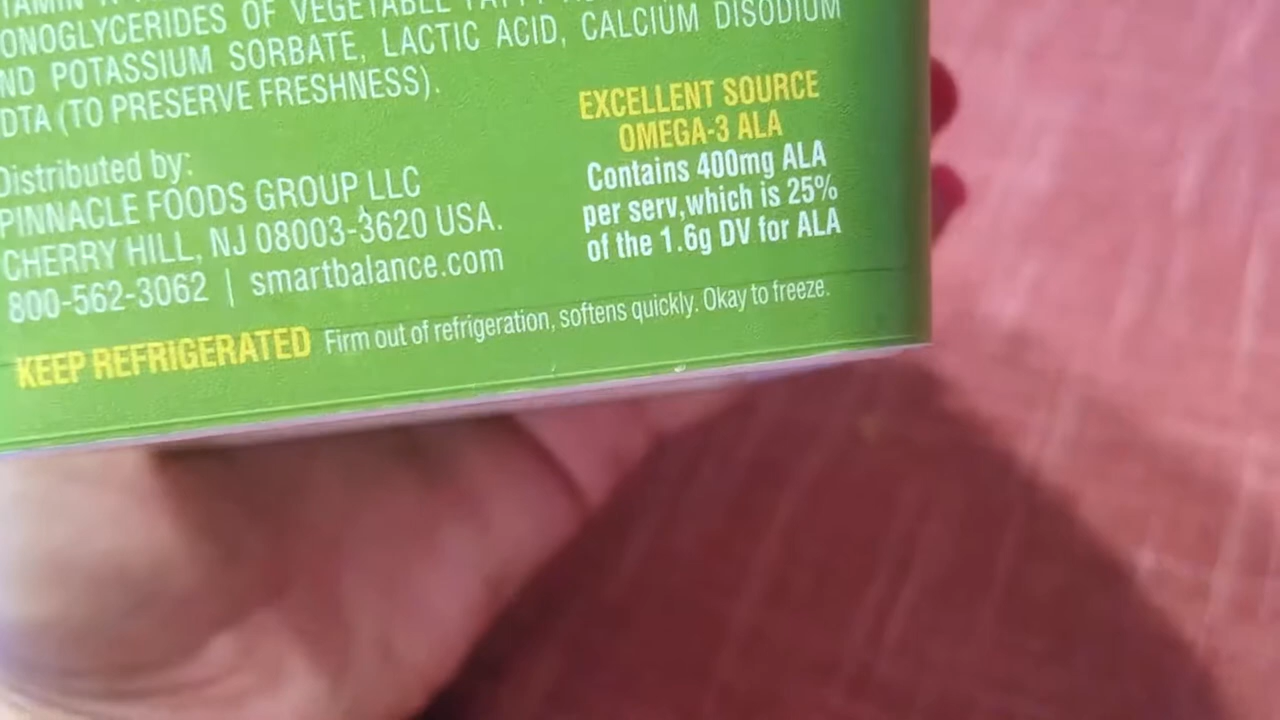 ONOGLYCERIDES OF VEGETABLE
ND POTASSIUM SORBATE, LACTIC ACID, CALCIUM DISODIUM
DTA (TO PRESERVE FRESHNESS).
Distributed by:
PINNACLE FOODS GROUP LLC
CHERRY HILL, NJ 08003-3620 USA.
800-562-3062 | smartbalance.com
EXCELLENT SOURCE
OMEGA-3 ALA
Contains 400mg ALA
per serv,which is 25%
of the 1.6g DV for ALA
KEEP REFRIGERATED Firm out of refrigeration, softens quickly. Okay to freeze.